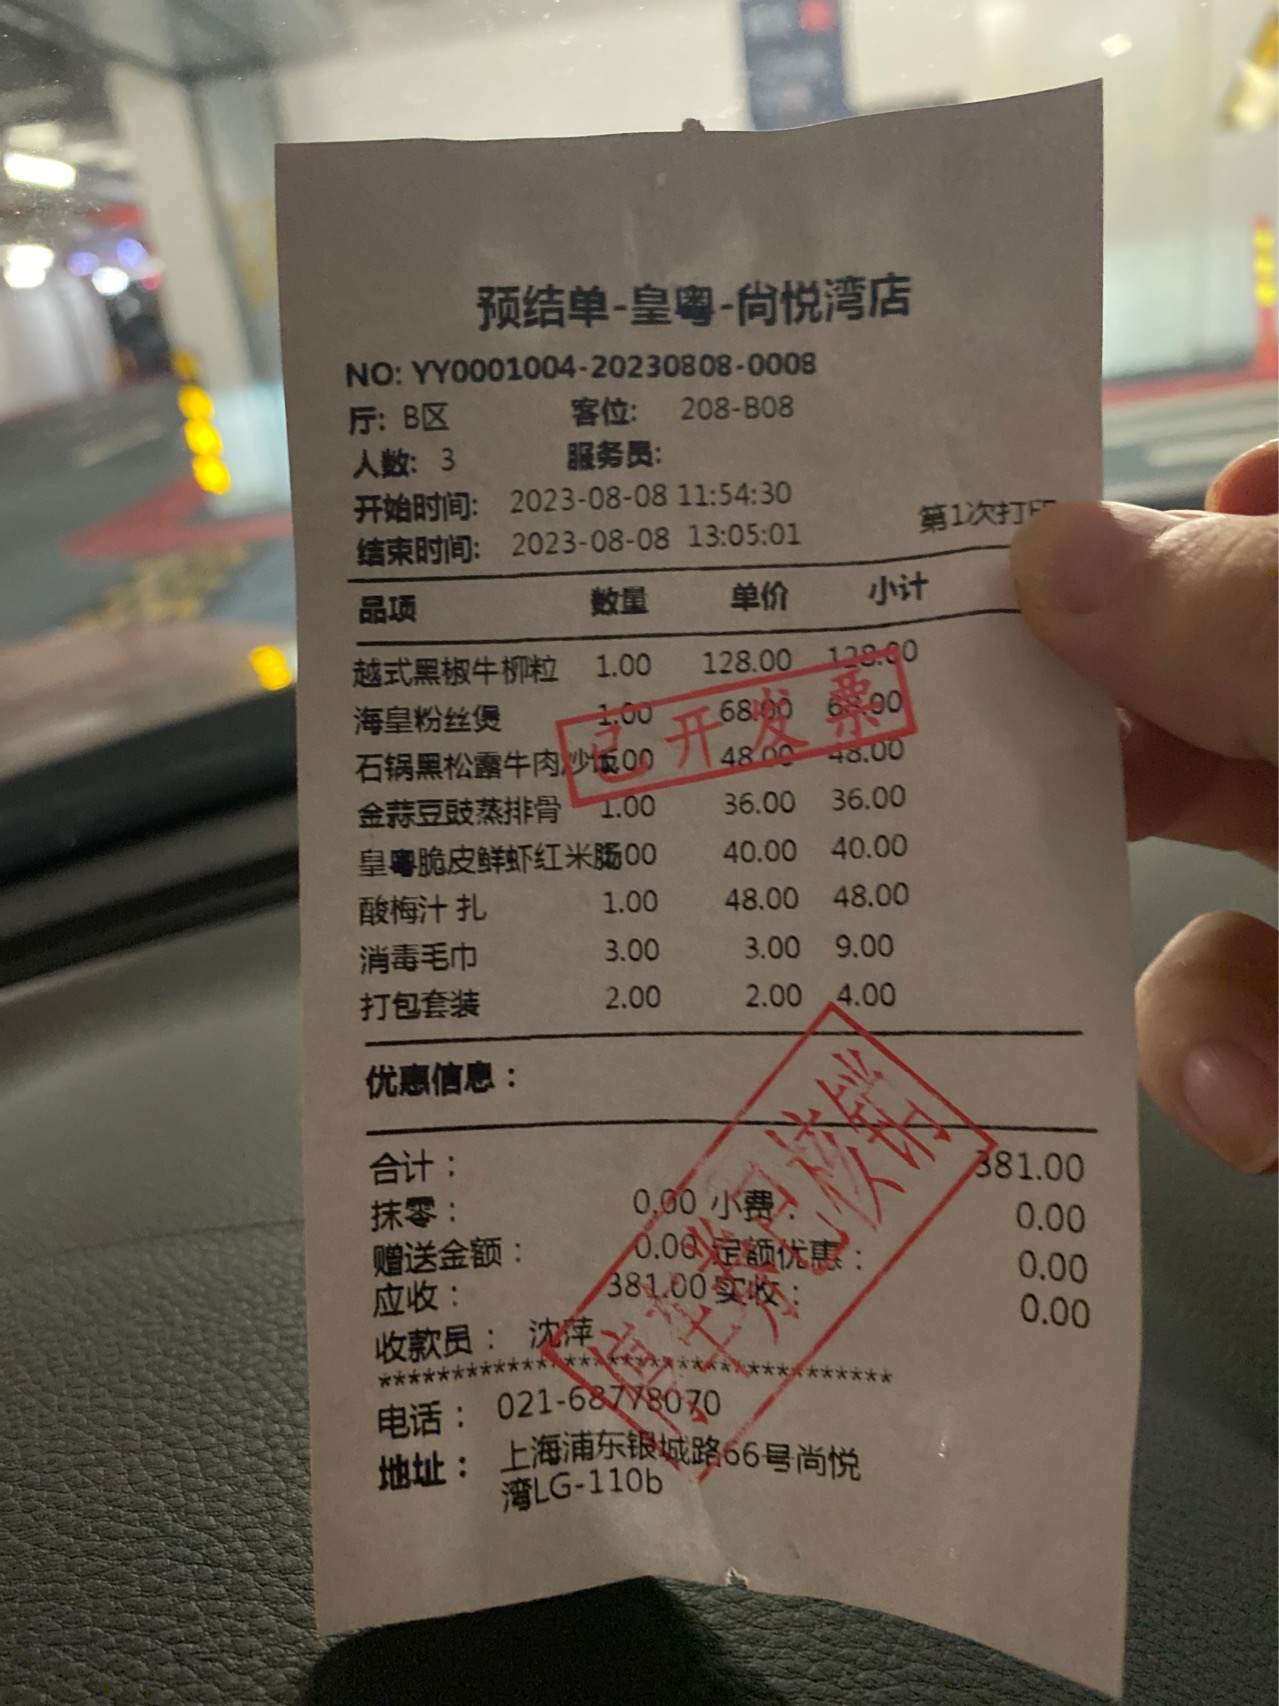 预结单-皇粤-尚悦湾店
NO: YY0001004-20230808-0008
厅: B区 客位: 208-B08
人数: 3 服务员:
开始时间: 2023-08-08 11:54:30
结束时间: 2023-08-08 13:05:01 第1次打印
品项 数量 单价 小计
越式黑椒牛柳粒 1.00 128.00 128.00
海皇粉丝煲 1.00 68.00 68.00
已开发票
石锅黑松露牛肉炒饭 1.00 48.00 48.00
金蒜豆豉蒸排骨 1.00 36.00 36.00
皇粤脆皮鲜虾红米肠 1.00 40.00 40.00
酸梅汁 扎 1.00 48.00 48.00
消毒毛巾 3.00 3.00 9.00
打包套装 2.00 2.00 4.00
优惠信息：
合计： 381.00
抹零： 0.00 小费： 0.00
赠送金额： 0.00 定额优惠： 0.00
应收： 381.00 实收： 0.00
停车券已核销
收款员： 沈萍
****************************************
电话： 021-68778070
地址： 上海浦东银城路66号尚悦
湾LG-110b